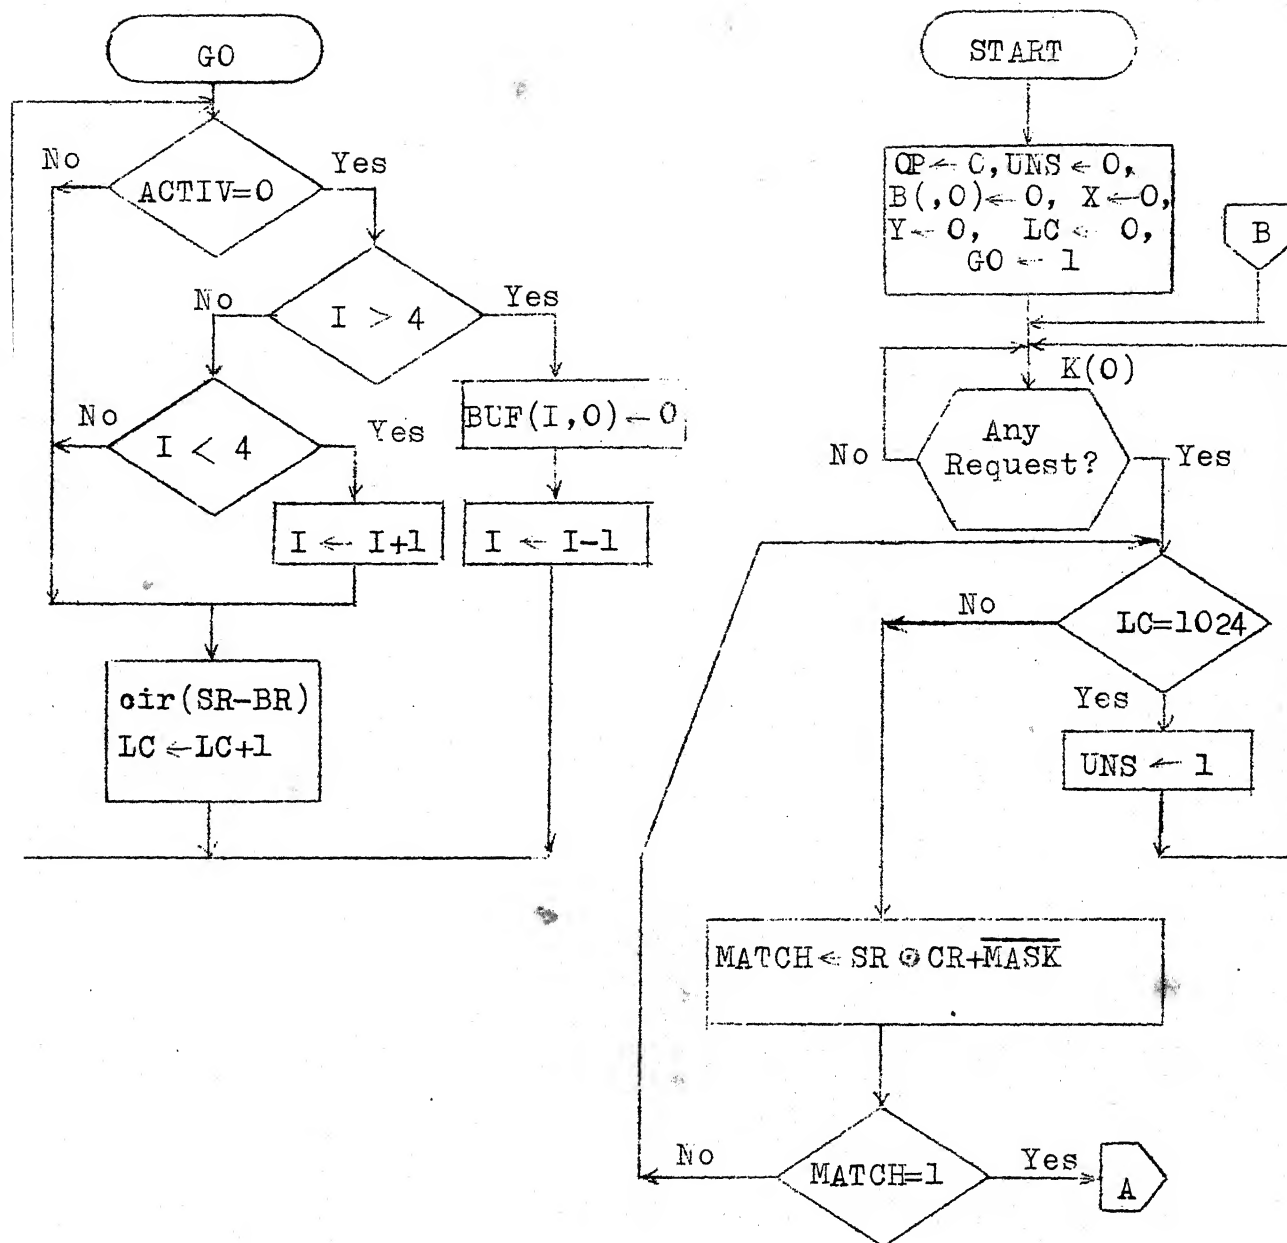 GO
No
Yes
ACTIV=0
No
Yes
I > 4
No
Yes
I < 4
BUF(I,0)←0
I ← I+1
I ← I-1
cir(SR-BR)
LC ←LC+1
START
OP← 0,UNS ← 0,
B(,0)← 0, X ←0,
Y← 0, LC ← 0,
GO ← 1
B
K(0)
Any
Request?
No
Yes
No
LC=1024
Yes
UNS ← 1
MATCH← SR ⊙ CR+M̅A̅S̅K̅
No
Yes
MATCH=1
A